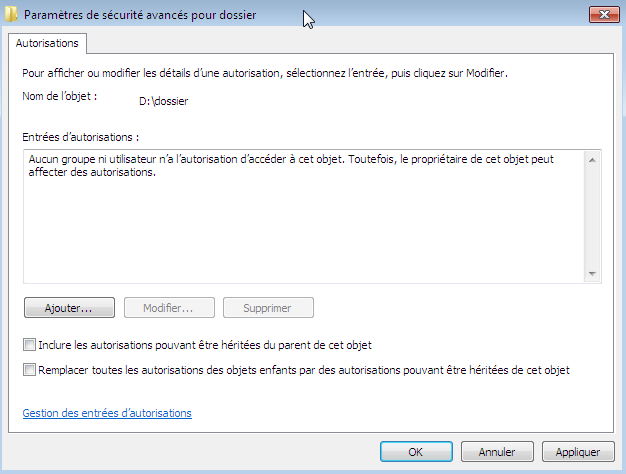 Paramètres de sécurité avancés pour dossier
Autorisations
Pour afficher ou modifier les détails d’une autorisation, sélectionnez l’entrée, puis cliquez sur Modifier.
Nom de l’objet : D:\dossier
Entrées d’autorisations :
Aucun groupe ni utilisateur n’a l’autorisation d’accéder à cet objet. Toutefois, le propriétaire de cet objet peut
affecter des autorisations.
Ajouter... Modifier... Supprimer
Inclure les autorisations pouvant être héritées du parent de cet objet
Remplacer toutes les autorisations des objets enfants par des autorisations pouvant être héritées de cet objet
Gestion des entrées d’autorisations
OK Annuler Appliquer